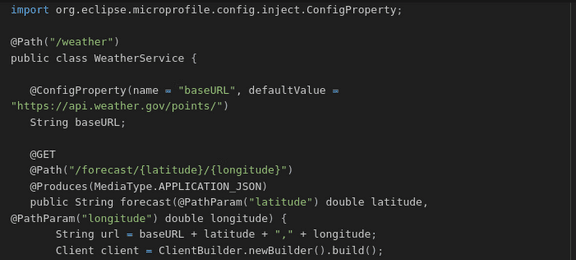 import org.eclipse.microprofile.config.inject.ConfigProperty;
@Path("/weather")
public class WeatherService {
@ConfigProperty(name = "baseURL", defaultValue =
"https://api.weather.gov/points/")
String baseURL;
@GET
@Path("/forecast/{latitude}/{longitude}")
@Produces(MediaType.APPLICATION_JSON)
public String forecast(@PathParam("latitude") double latitude,
@PathParam("longitude") double longitude) {
String url = baseURL + latitude + "," + longitude;
Client client = ClientBuilder.newBuilder().build();